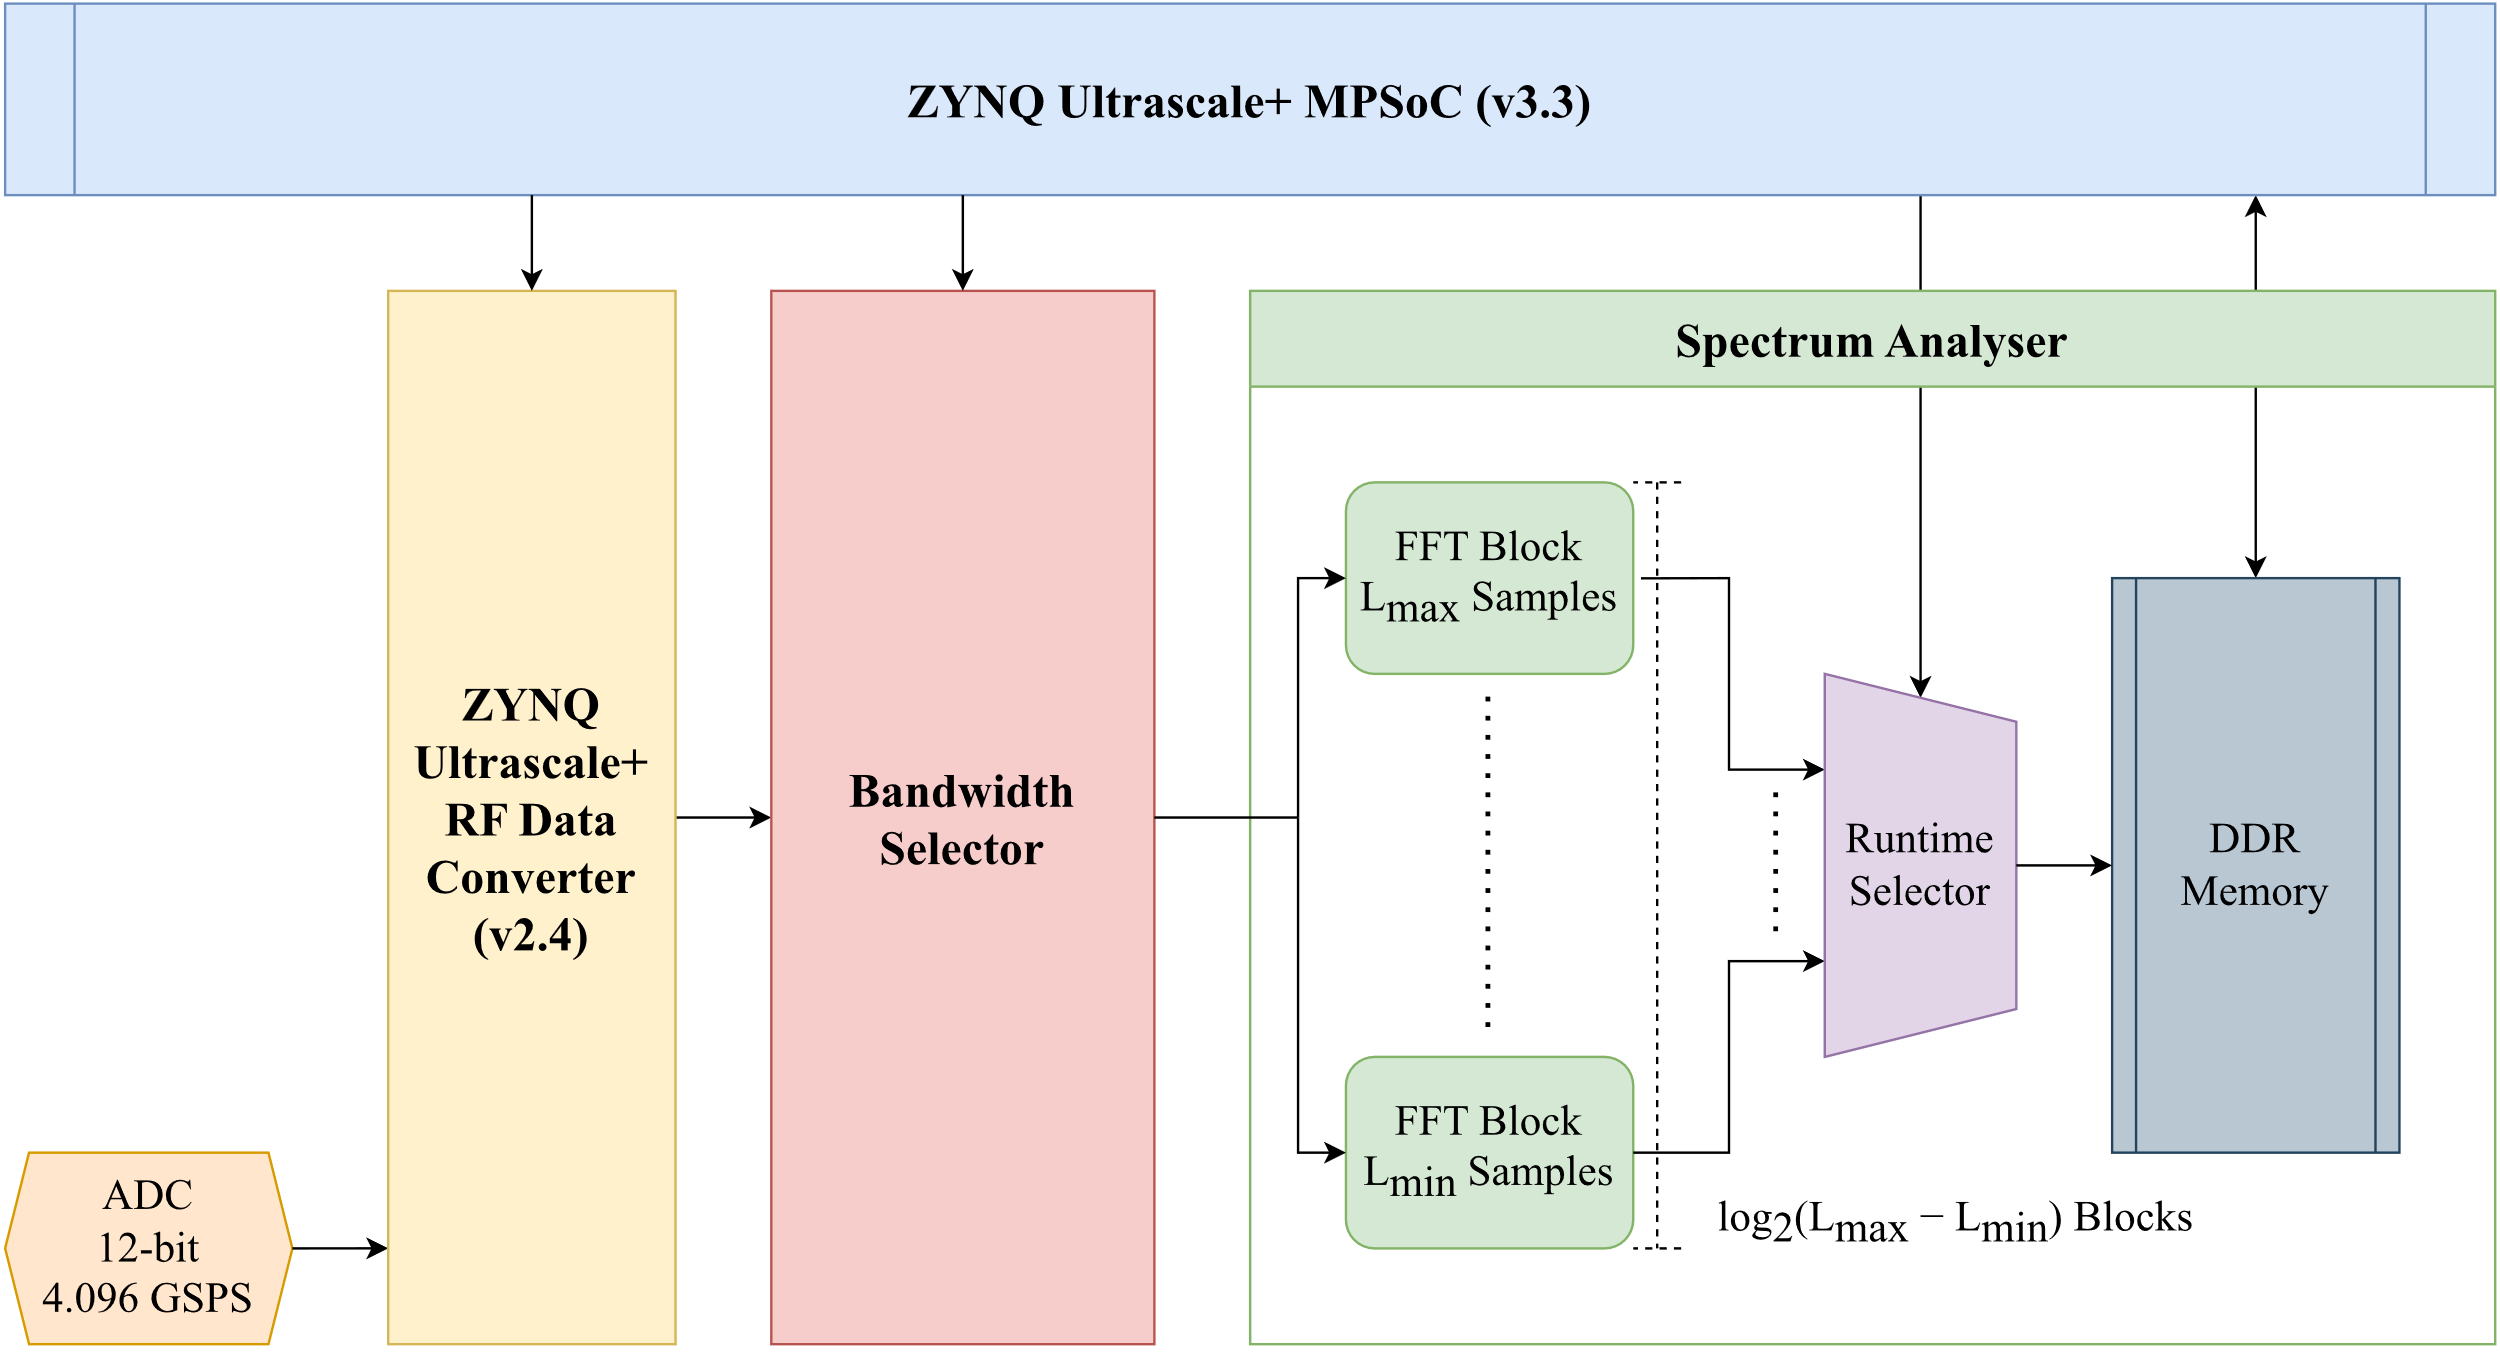 ZYNQ Ultrascale+ MPSoC (v3.3)
Spectrum Analyser
FFT Block
Lmax Samples
ZYNQ
Ultrascale+
RF Data
Converter
(v2.4)
Bandwidth
Selector
Runtime
Selector
DDR
Memory
FFT Block
Lmin Samples
ADC
12-bit
4.096 GSPS
log2(Lmax − Lmin) Blocks